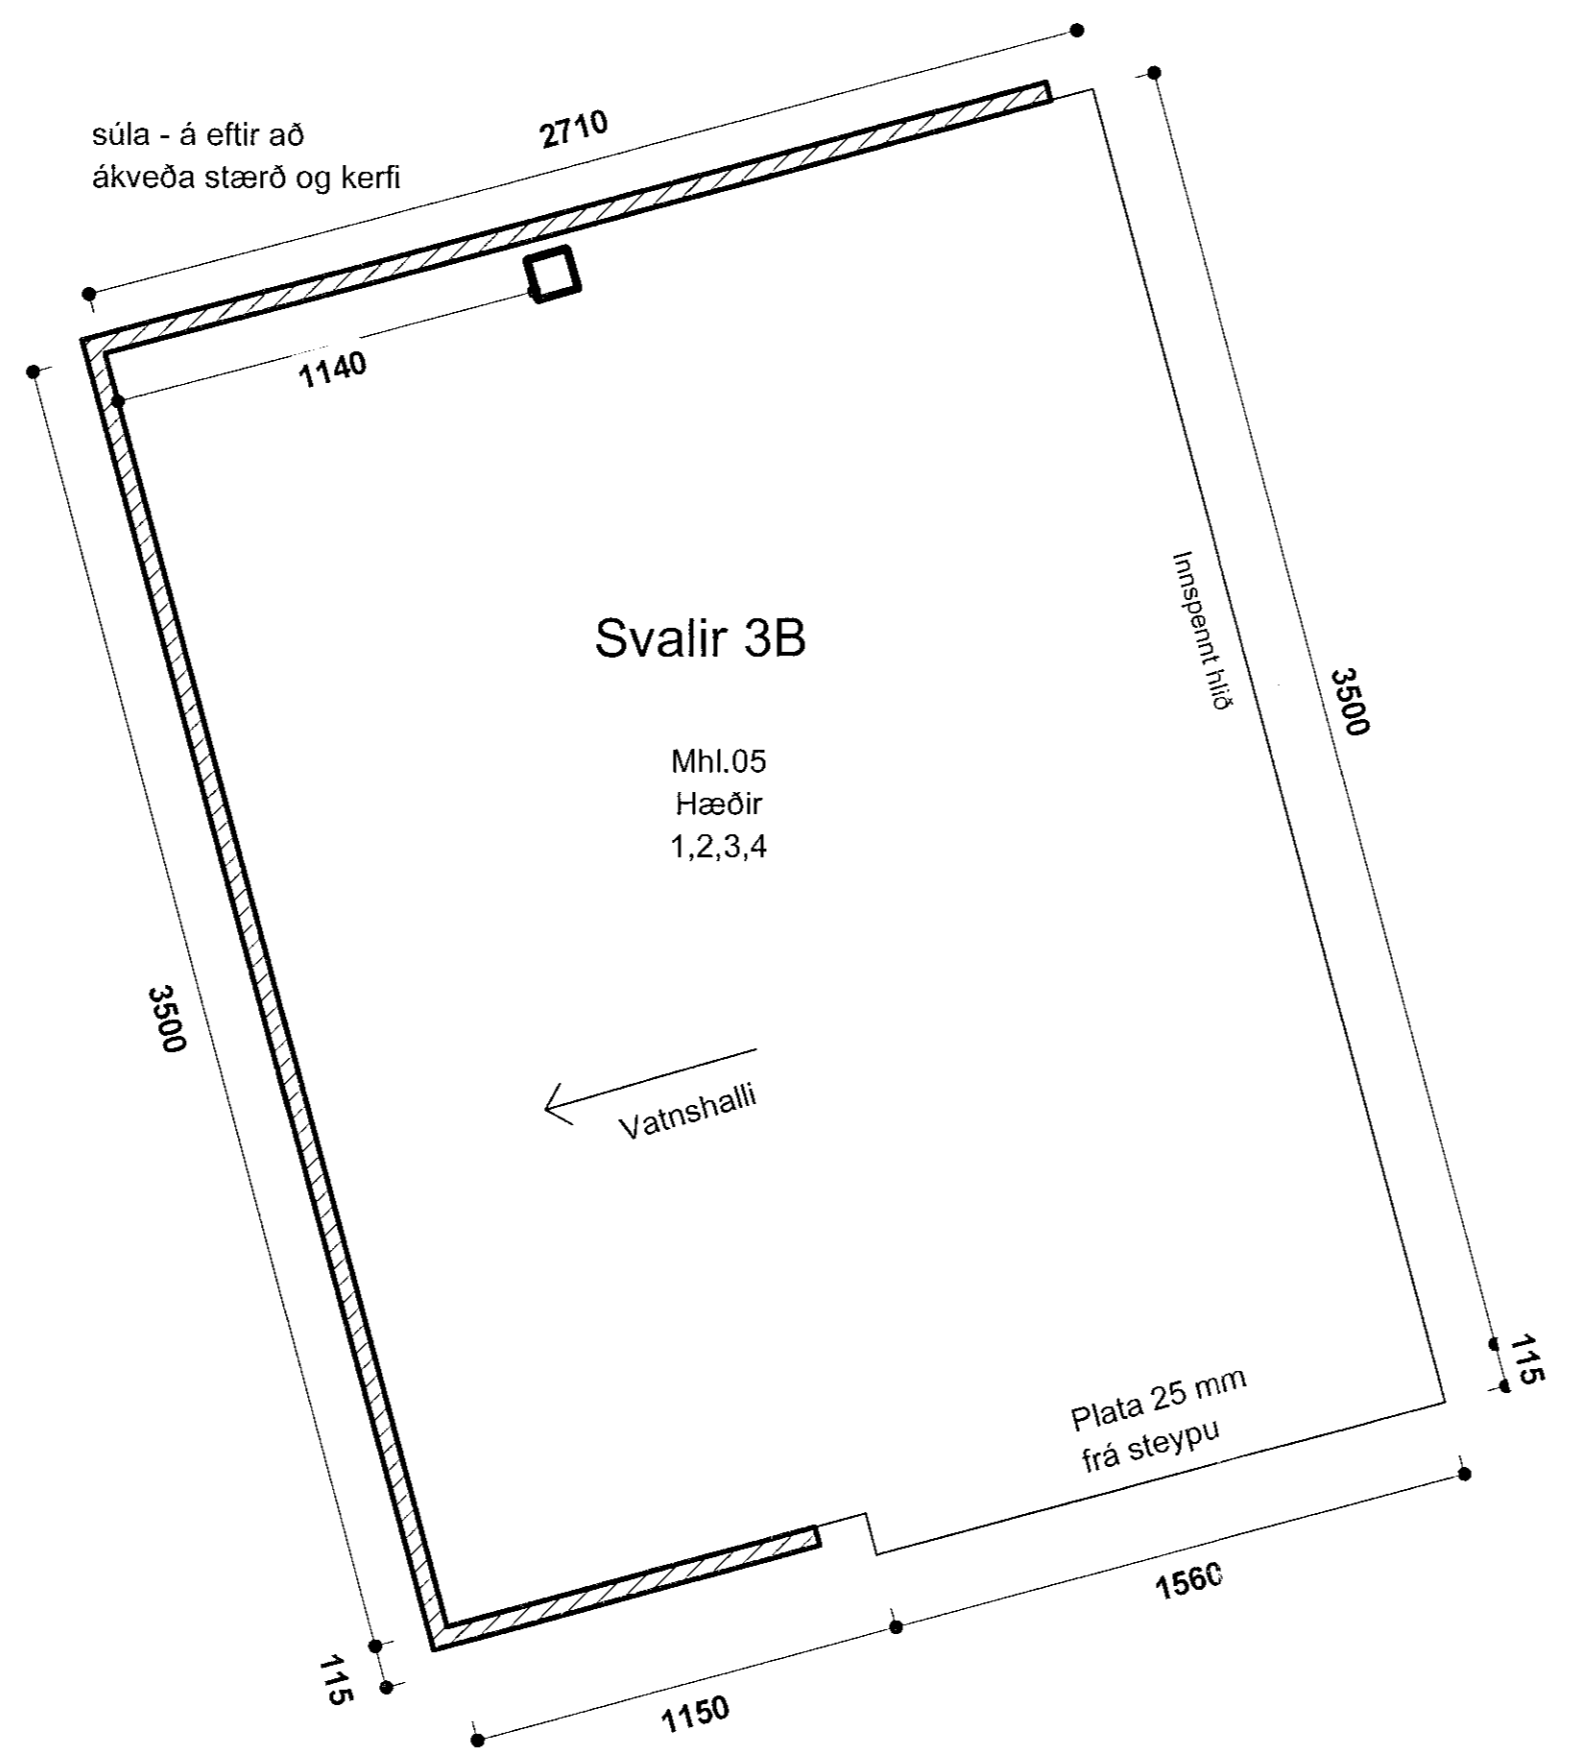 súla - á eftir að
ákveða stærð og kerfi
2710
1140
Svalir 3B
Mhl.05
Hæðir
1,2,3,4
Innspennt hlið
3500
3500
Vatnshalli
Plata 25 mm
frá steypu
115
1560
115
1150